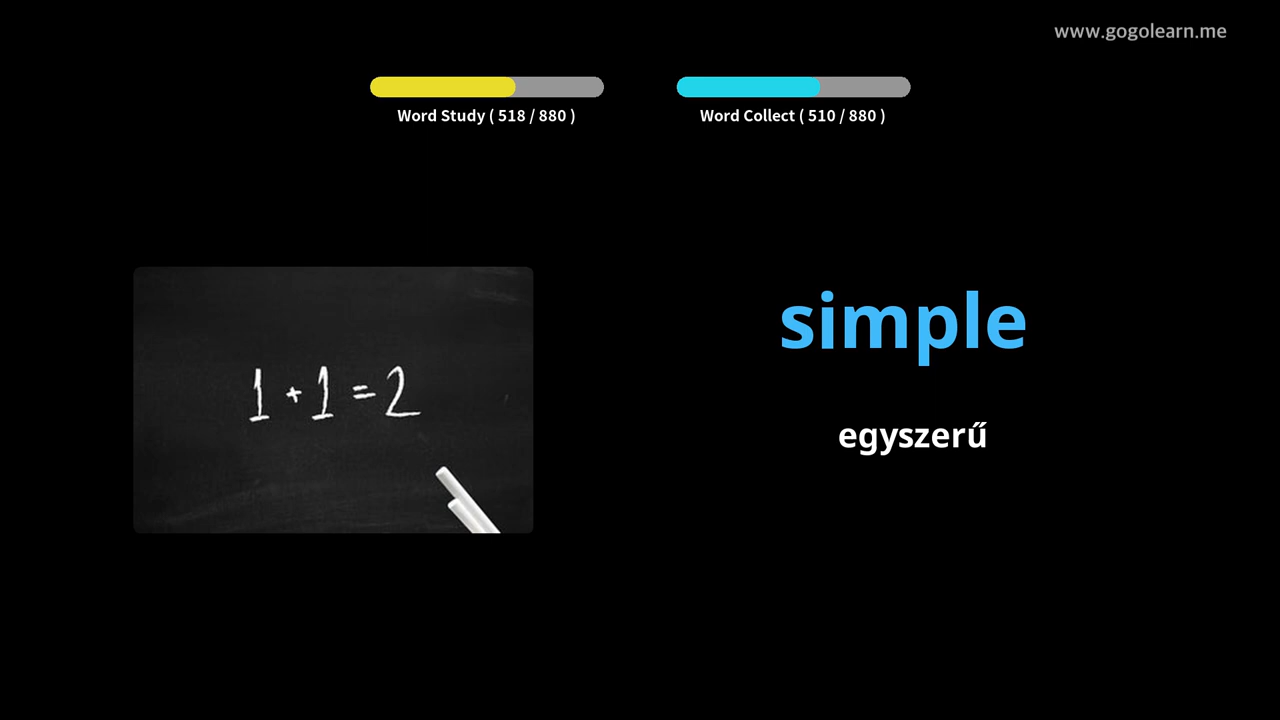 www.gogolearn.me
Word Study ( 518 / 880 )
Word Collect ( 510 / 880 )
1 + 1 = 2
simple
egyszerű